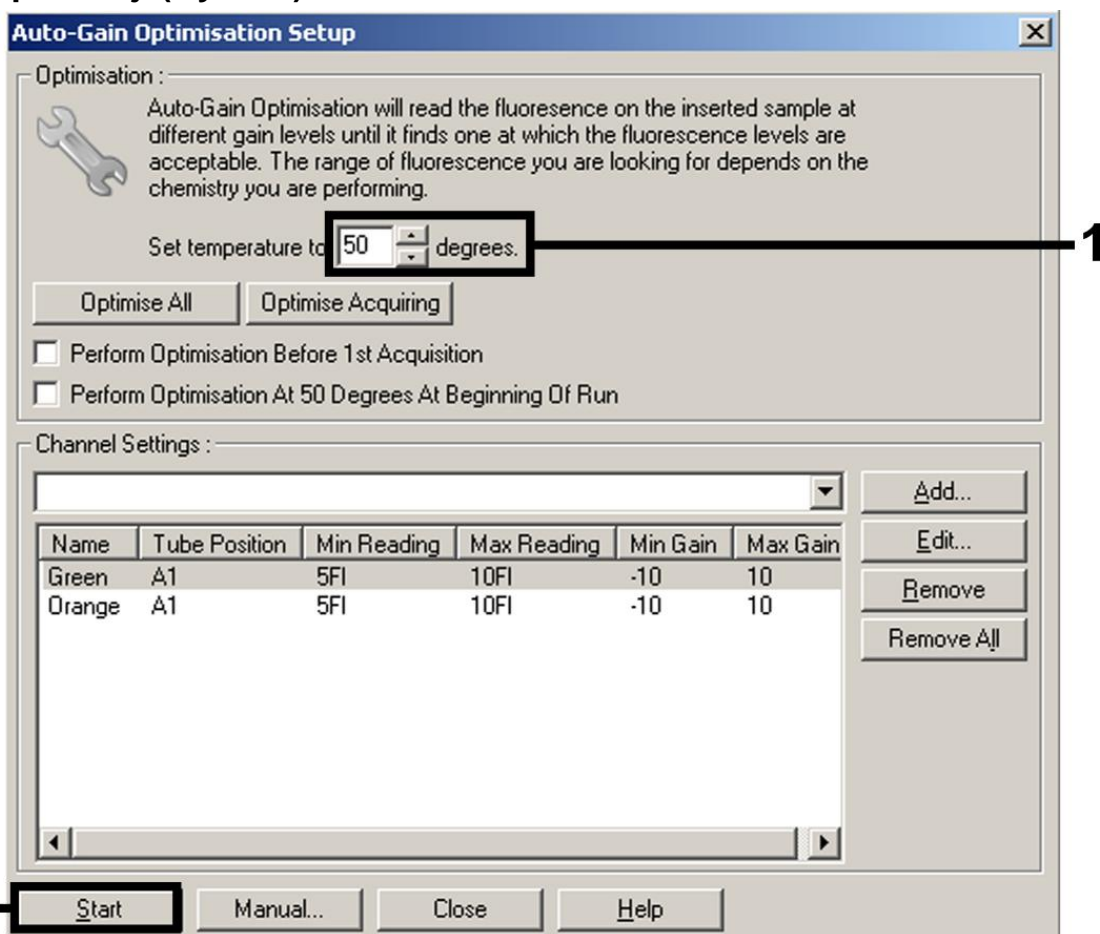 Auto-Gain Optimisation Setup
Optimisation :
Auto-Gain Optimisation will read the fluoresence on the inserted sample at
different gain levels until it finds one at which the fluorescence levels are
acceptable. The range of fluorescence you are looking for depends on the
chemistry you are performing.
Set temperature to 50 degrees.
1
Optimise All Optimise Acquiring
Perform Optimisation Before 1st Acquisition
Perform Optimisation At 50 Degrees At Beginning Of Run
Channel Settings :
Add...
Name Tube Position Min Reading Max Reading Min Gain Max Gain
Edit...
Green A1 5Fl 10Fl -10 10
Remove
Orange A1 5Fl 10Fl -10 10
Remove All
Start Manual... Close Help